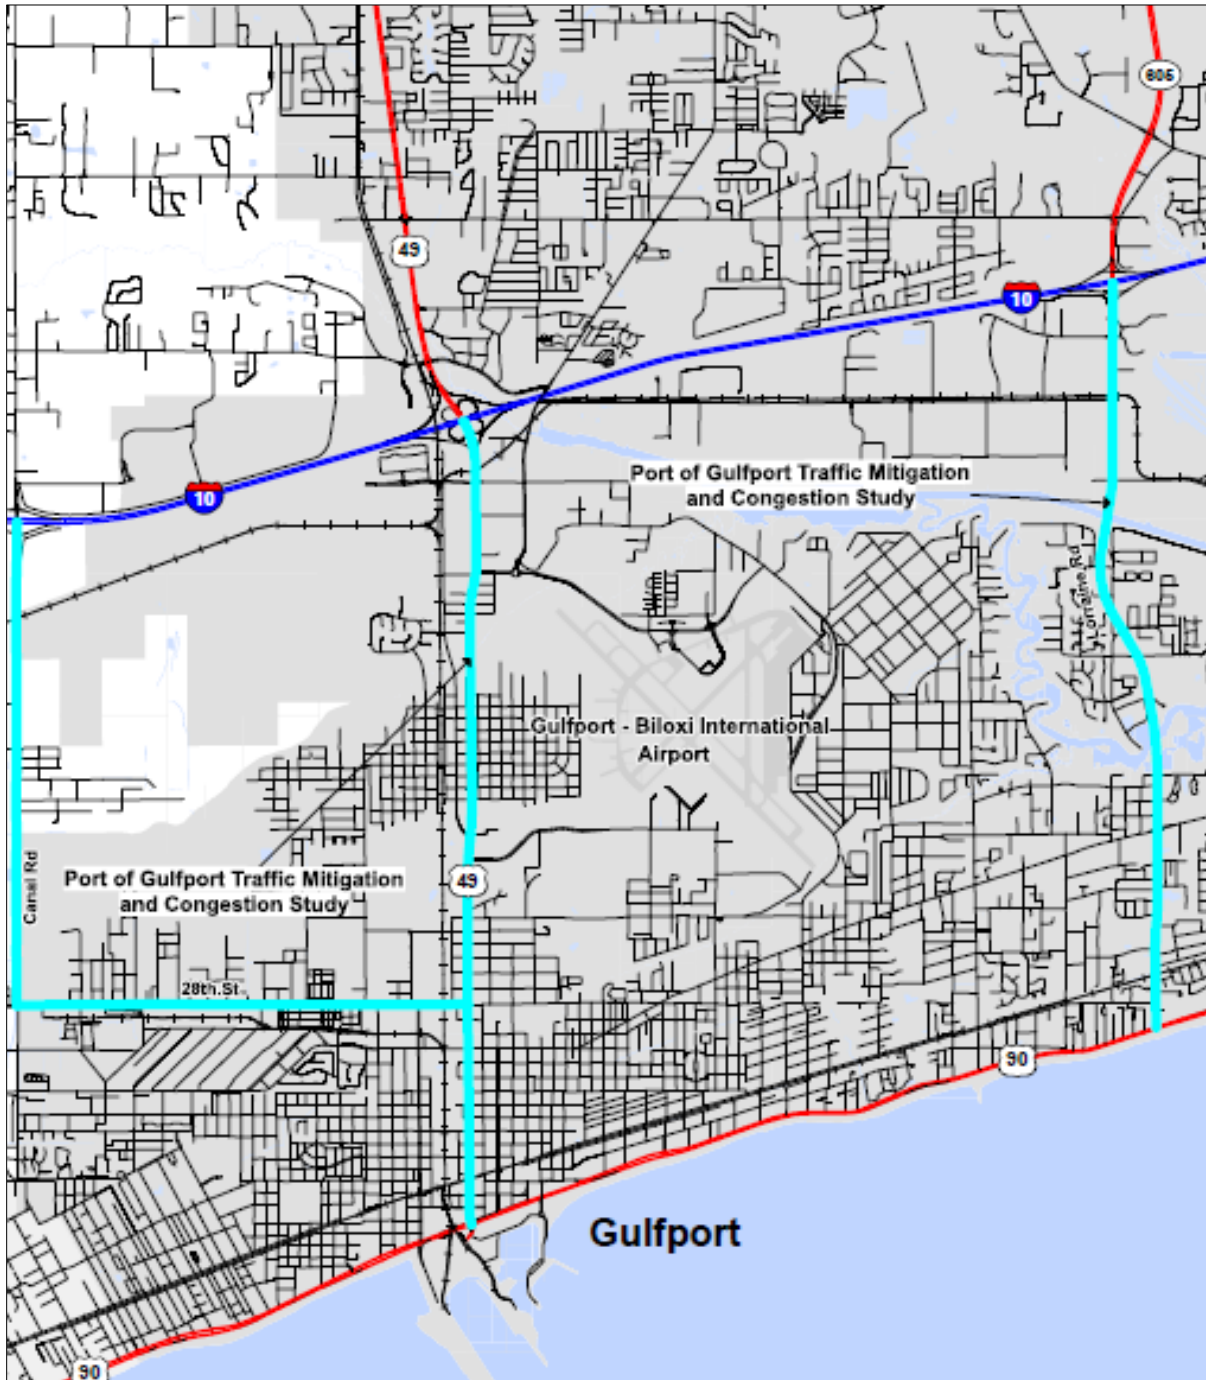 605
49
10
10
Port of Gulfport Traffic Mitigation
and Congestion Study
Lorraine Rd
Gulfport - Biloxi International
Airport
Canal Rd
Port of Gulfport Traffic Mitigation
and Congestion Study
49
28th St
90
Gulfport
90